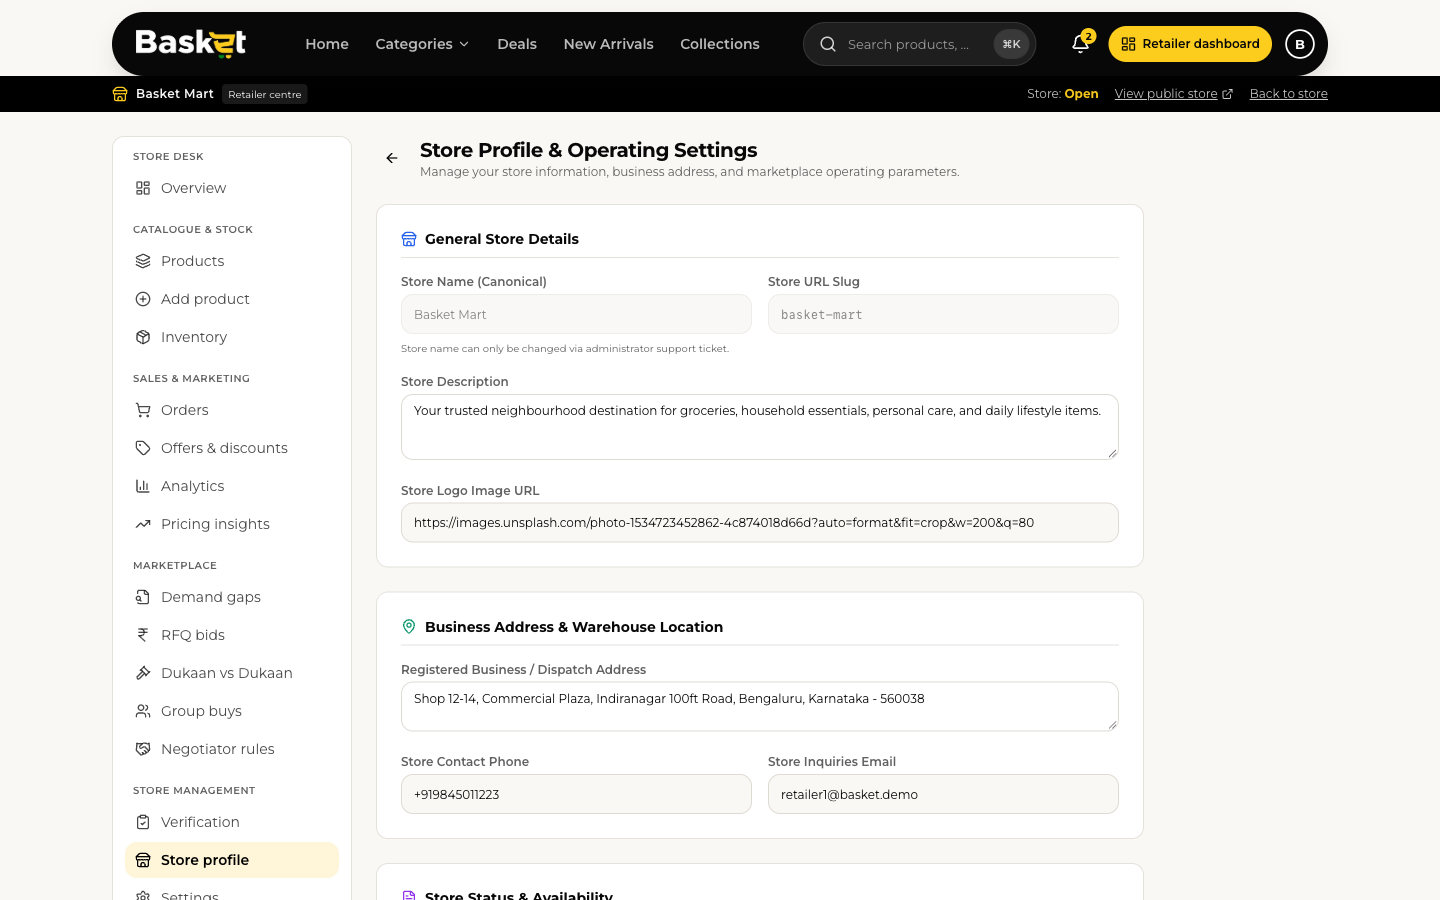 Basket
Home
Categories
Deals
New Arrivals
Collections
Search products, ...
⌘K
2
Retailer dashboard
B
Basket Mart
Retailer centre
Store: Open
View public store
Back to store
STORE DESK
Overview
CATALOGUE & STOCK
Products
Add product
Inventory
SALES & MARKETING
Orders
Offers & discounts
Analytics
Pricing insights
MARKETPLACE
Demand gaps
RFQ bids
Dukaan vs Dukaan
Group buys
Negotiator rules
STORE MANAGEMENT
Verification
Store profile
Settings
Store Profile & Operating Settings
Manage your store information, business address, and marketplace operating parameters.
General Store Details
Store Name (Canonical)
Basket Mart
Store name can only be changed via administrator support ticket.
Store URL Slug
basket-mart
Store Description
Your trusted neighbourhood destination for groceries, household essentials, personal care, and daily lifestyle items.
Store Logo Image URL
https://images.unsplash.com/photo-1534723452862-4c874018d66d?auto=format&fit=crop&w=200&q=80
Business Address & Warehouse Location
Registered Business / Dispatch Address
Shop 12-14, Commercial Plaza, Indiranagar 100ft Road, Bengaluru, Karnataka - 560038
Store Contact Phone
+919845011223
Store Inquiries Email
retailer1@basket.demo
Store Status & Availability